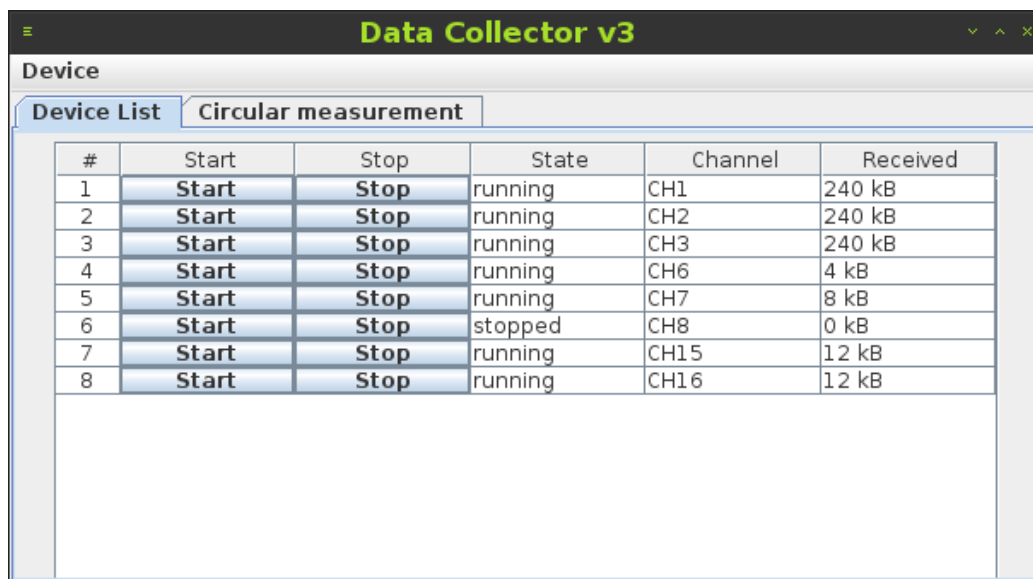 Data Collector v3
Device
Device List Circular measurement
# Start Stop State Channel Received
1 Start Stop running CH1 240 kB
2 Start Stop running CH2 240 kB
3 Start Stop running CH3 240 kB
4 Start Stop running CH6 4 kB
5 Start Stop running CH7 8 kB
6 Start Stop stopped CH8 0 kB
7 Start Stop running CH15 12 kB
8 Start Stop running CH16 12 kB